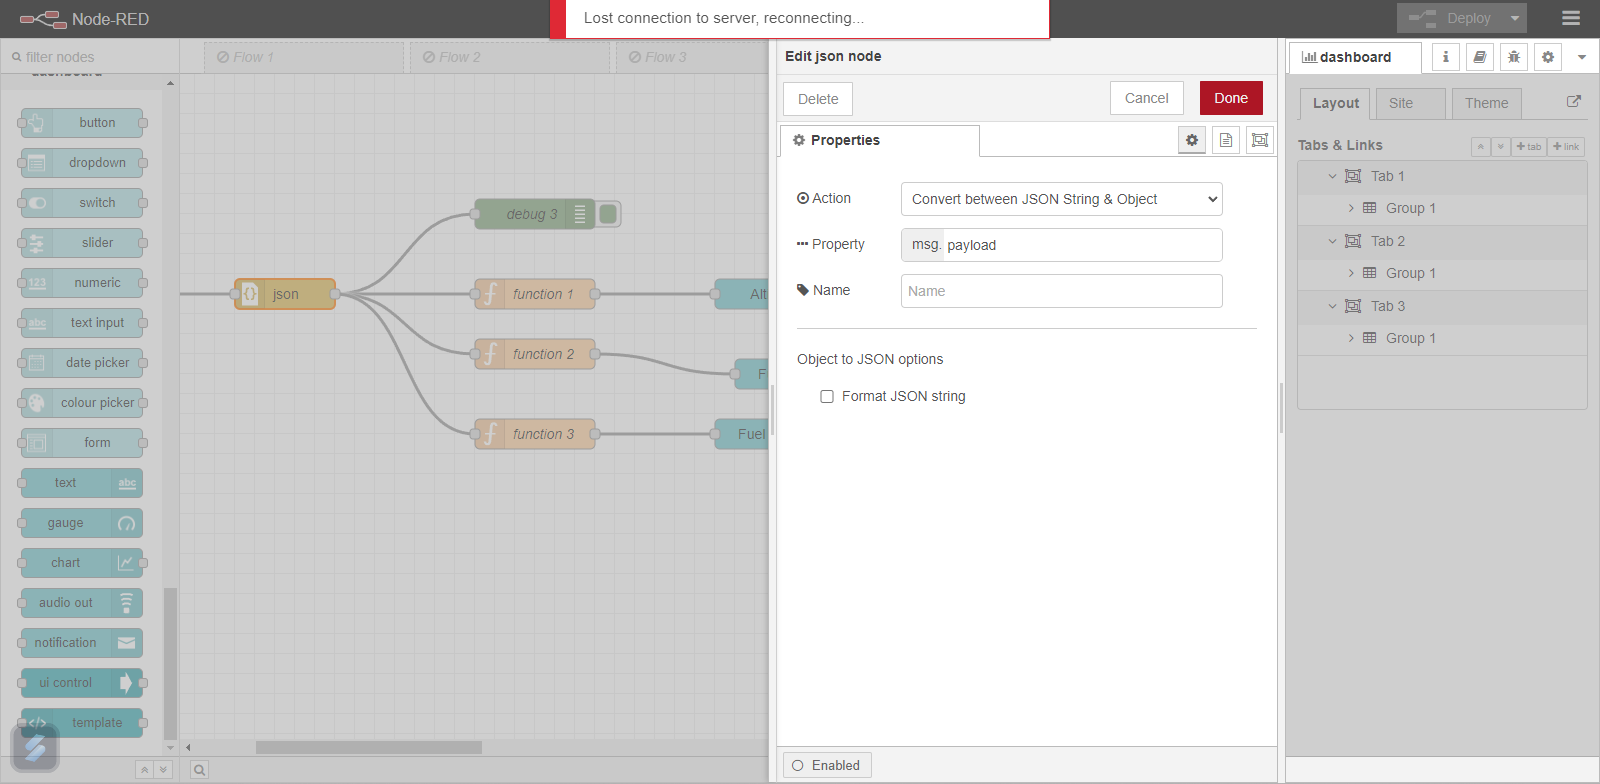 Node-RED
Lost connection to server, reconnecting...
Deploy
filter nodes
Flow 1
Flow 2
Flow 3
Edit json node
dashboard
dashboard
Delete
Cancel
Done
Layout
Site
Theme
Properties
Tabs & Links
tab
link
button
dropdown
switch
slider
numeric
text input
date picker
colour picker
form
text
gauge
chart
audio out
notification
ui control
template
123
abc
abc
debug 3
json
function 1
Alt
function 2
F
function 3
Fuel
Action
Convert between JSON String & Object
Property
msg. payload
Name
Name
Object to JSON options
Format JSON string
Enabled
Tab 1
Group 1
Tab 2
Group 1
Tab 3
Group 1